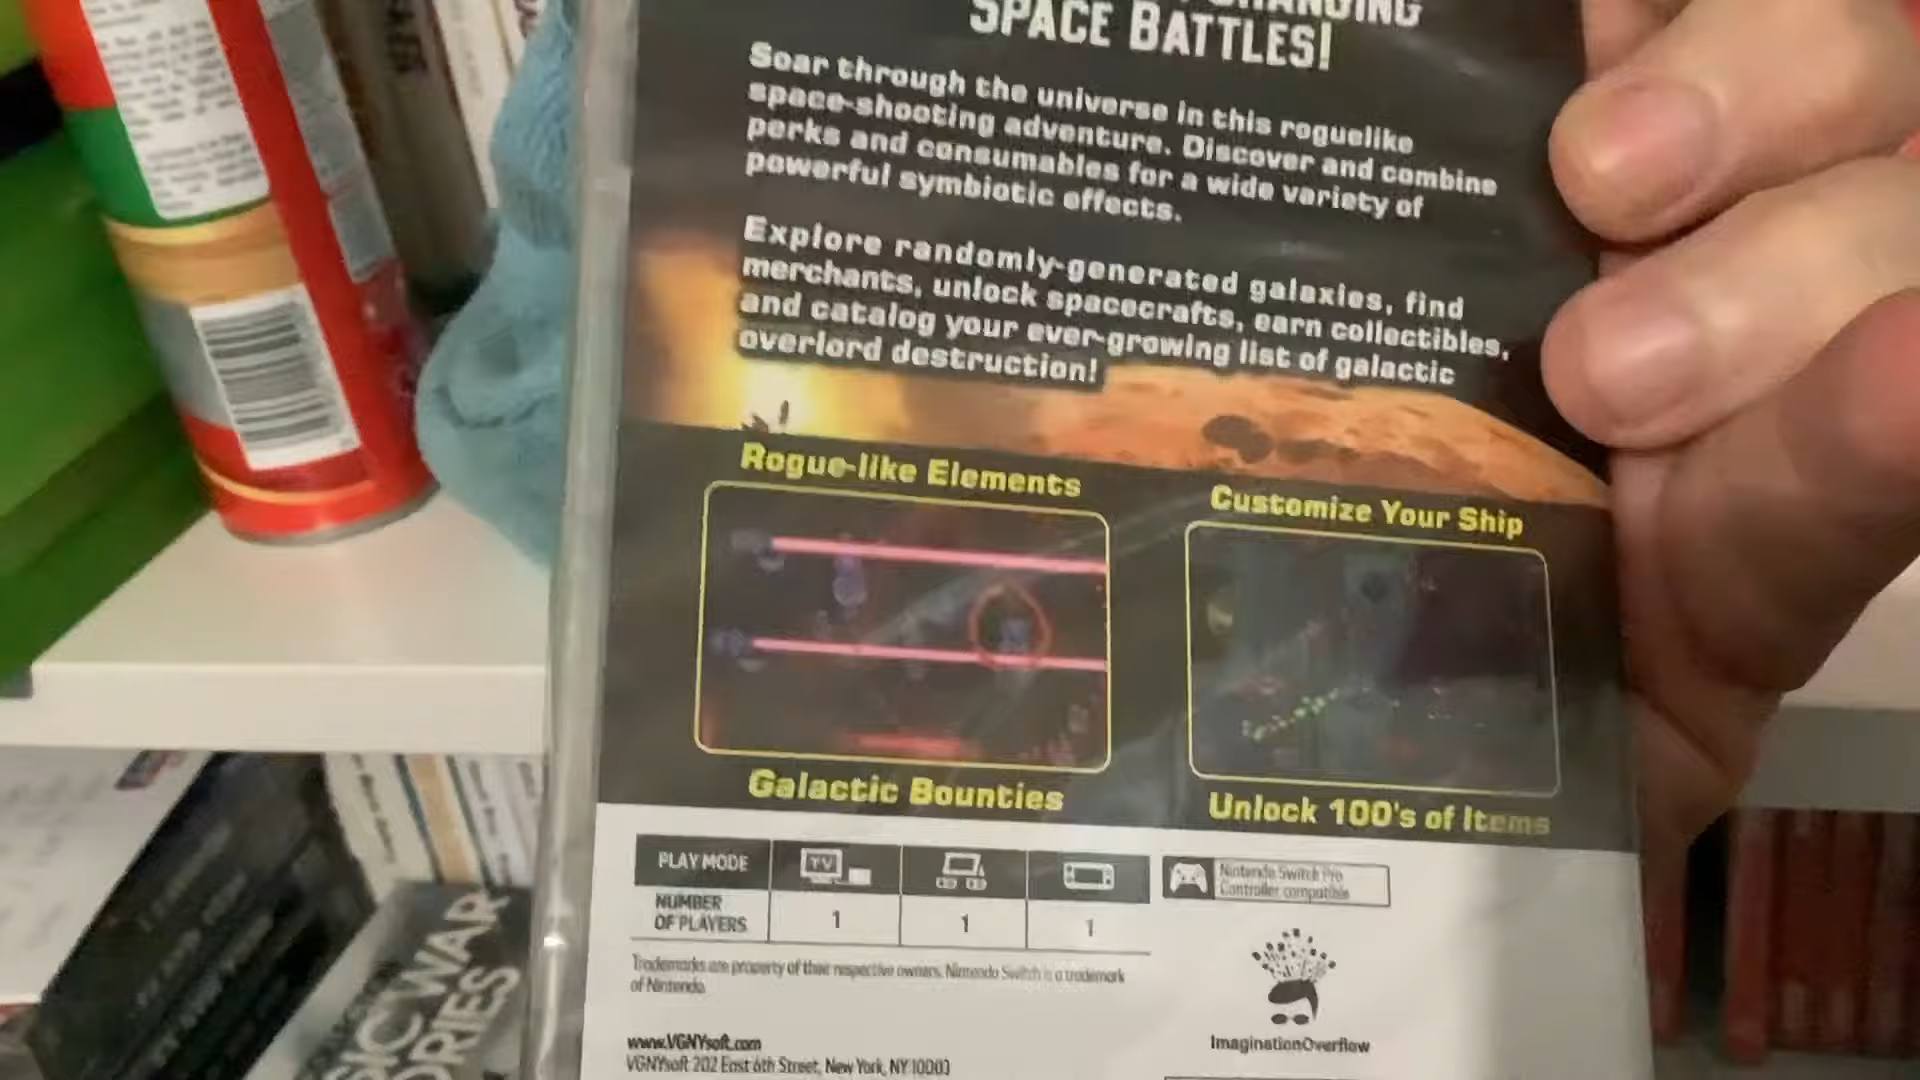 SPACE BATTLES!
Soar through the universe in this roguelike
space-shooting adventure. Discover and combine
perks and consumables for a wide variety of
powerful symbiotic effects.
Explore randomly-generated galaxies, find
merchants, unlock spacecrafts, earn collectibles,
and catalog your ever-growing list of galactic
overlord destruction!
Rogue-like Elements
Customize Your Ship
Galactic Bounties
Unlock 100's of Items
PLAY MODE
TV
NUMBER
OF PLAYERS
1
1
1
Nintendo Switch Pro
Controller compatible
Trademarks are property of their respective owners. Nintendo Switch is a trademark
of Nintendo.
ImaginationOverflow
www.VGNYsoft.com
VGNYsoft 202 East 6th Street, New York, NY 10003
WAR